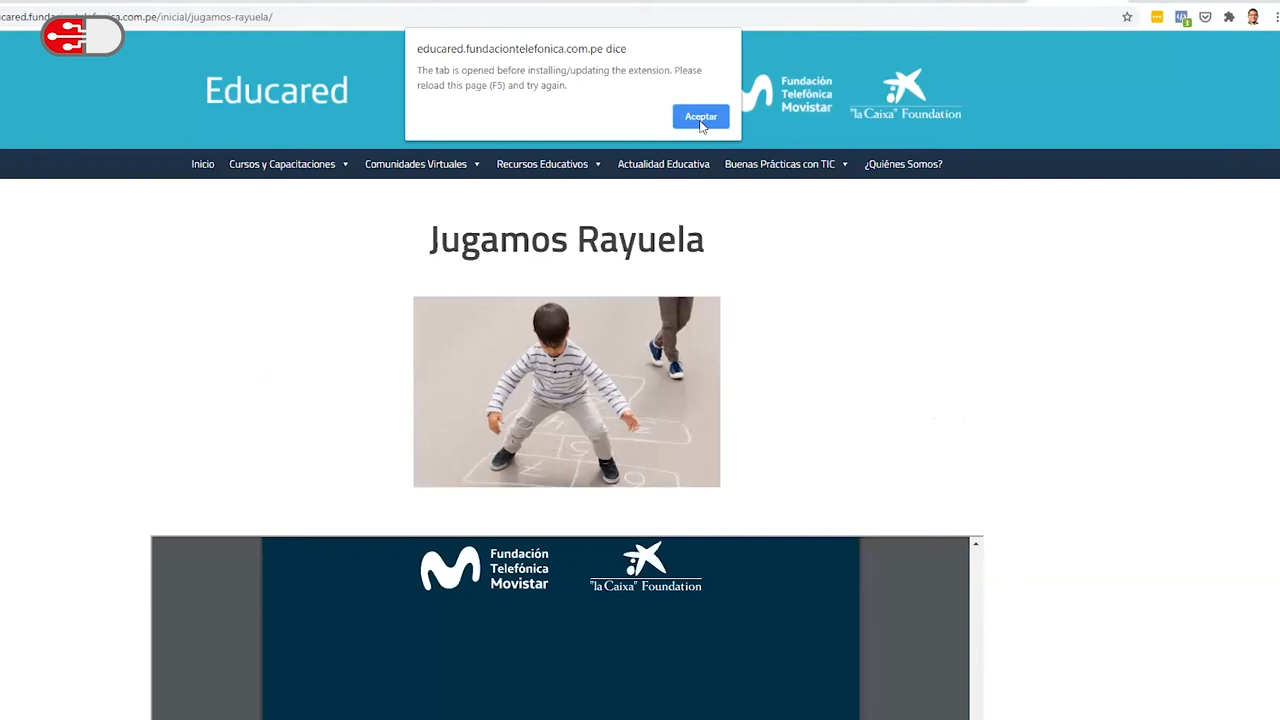 cared.fundaciontelefonica.com.pe/inicial/jugamos-rayuela/
educared.fundaciontelefonica.com.pe dice
The tab is opened before installing/updating the extension. Please
reload this page (F5) and try again.
Aceptar
Educared
Fundación
Telefónica
Movistar
"la Caixa" Foundation
Inicio
Cursos y Capacitaciones
Comunidades Virtuales
Recursos Educativos
Actualidad Educativa
Buenas Prácticas con TIC
¿Quiénes Somos?
Jugamos Rayuela
Fundación
Telefónica
Movistar
"la Caixa" Foundation